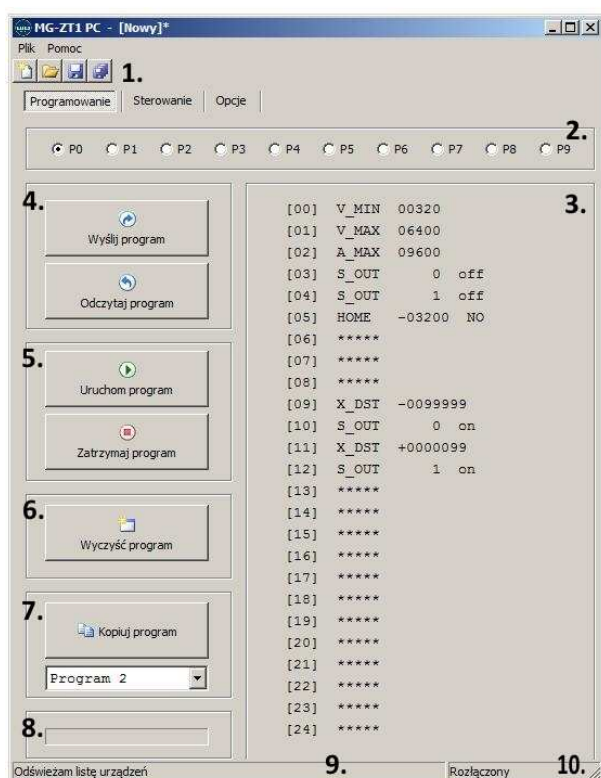 MG-ZT1 PC - [Nowy]*
Plik Pomoc
1.
Programowanie Sterowanie Opcje
2.
P0 P1 P2 P3 P4 P5 P6 P7 P8 P9
4.
Wyślij program
Odczytaj program
5.
Uruchom program
Zatrzymaj program
6.
Wyczyść program
7.
Kopiuj program
Program 2
8.
3.
[00] V_MIN 00320
[01] V_MAX 06400
[02] A_MAX 09600
[03] S_OUT 0 off
[04] S_OUT 1 off
[05] HOME -03200 NO
[06] *****
[07] *****
[08] *****
[09] X_DST -0099999
[10] S_OUT 0 on
[11] X_DST +0000099
[12] S_OUT 1 on
[13] *****
[14] *****
[15] *****
[16] *****
[17] *****
[18] *****
[19] *****
[20] *****
[21] *****
[22] *****
[23] *****
[24] *****
Odświeżam listę urządzeń 9. Rozłączony 10.